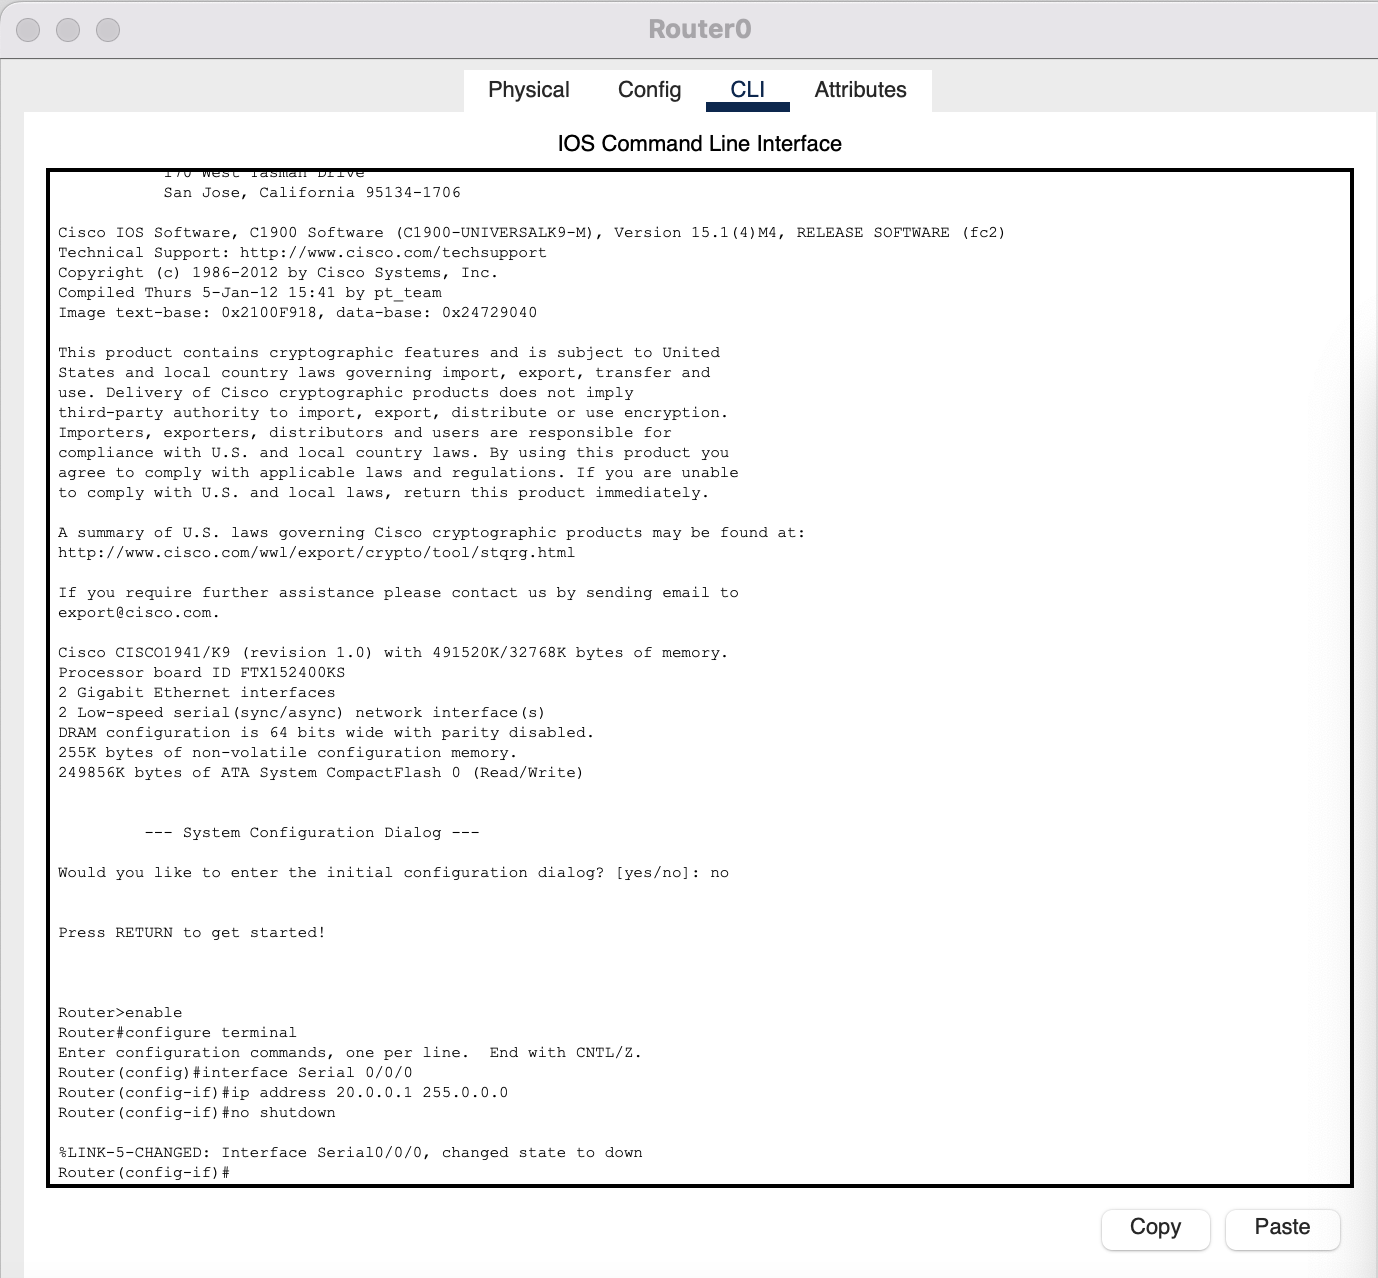 Router0
Physical Config CLI Attributes
IOS Command Line Interface
170 West Tasman Drive
San Jose, California 95134-1706
Cisco IOS Software, C1900 Software (C1900-UNIVERSALK9-M), Version 15.1(4)M4, RELEASE SOFTWARE (fc2)
Technical Support: http://www.cisco.com/techsupport
Copyright (c) 1986-2012 by Cisco Systems, Inc.
Compiled Thurs 5-Jan-12 15:41 by pt_team
Image text-base: 0x2100F918, data-base: 0x24729040
This product contains cryptographic features and is subject to United
States and local country laws governing import, export, transfer and
use. Delivery of Cisco cryptographic products does not imply
third-party authority to import, export, distribute or use encryption.
Importers, exporters, distributors and users are responsible for
compliance with U.S. and local country laws. By using this product you
agree to comply with applicable laws and regulations. If you are unable
to comply with U.S. and local laws, return this product immediately.
A summary of U.S. laws governing Cisco cryptographic products may be found at:
http://www.cisco.com/wwl/export/crypto/tool/stqrg.html
If you require further assistance please contact us by sending email to
export@cisco.com.
Cisco CISCO1941/K9 (revision 1.0) with 491520K/32768K bytes of memory.
Processor board ID FTX152400KS
2 Gigabit Ethernet interfaces
2 Low-speed serial(sync/async) network interface(s)
DRAM configuration is 64 bits wide with parity disabled.
255K bytes of non-volatile configuration memory.
249856K bytes of ATA System CompactFlash 0 (Read/Write)
--- System Configuration Dialog ---
Would you like to enter the initial configuration dialog? [yes/no]: no
Press RETURN to get started!
Router>enable
Router#configure terminal
Enter configuration commands, one per line.  End with CNTL/Z.
Router(config)#interface Serial 0/0/0
Router(config-if)#ip address 20.0.0.1 255.0.0.0
Router(config-if)#no shutdown
%LINK-5-CHANGED: Interface Serial0/0/0, changed state to down
Router(config-if)#
Copy Paste